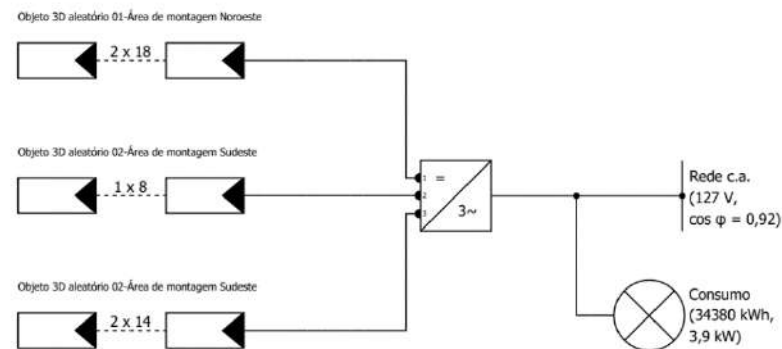 Objeto 3D aleatório 01-Área de montagem Noroeste
2 x 18
Objeto 3D aleatório 02-Área de montagem Sudeste
1 x 8
Objeto 3D aleatório 02-Área de montagem Sudeste
2 x 14
1
2
3
=
3~
Rede c.a.
(127 V,
cos φ = 0,92)
Consumo
(34380 kWh,
3,9 kW)